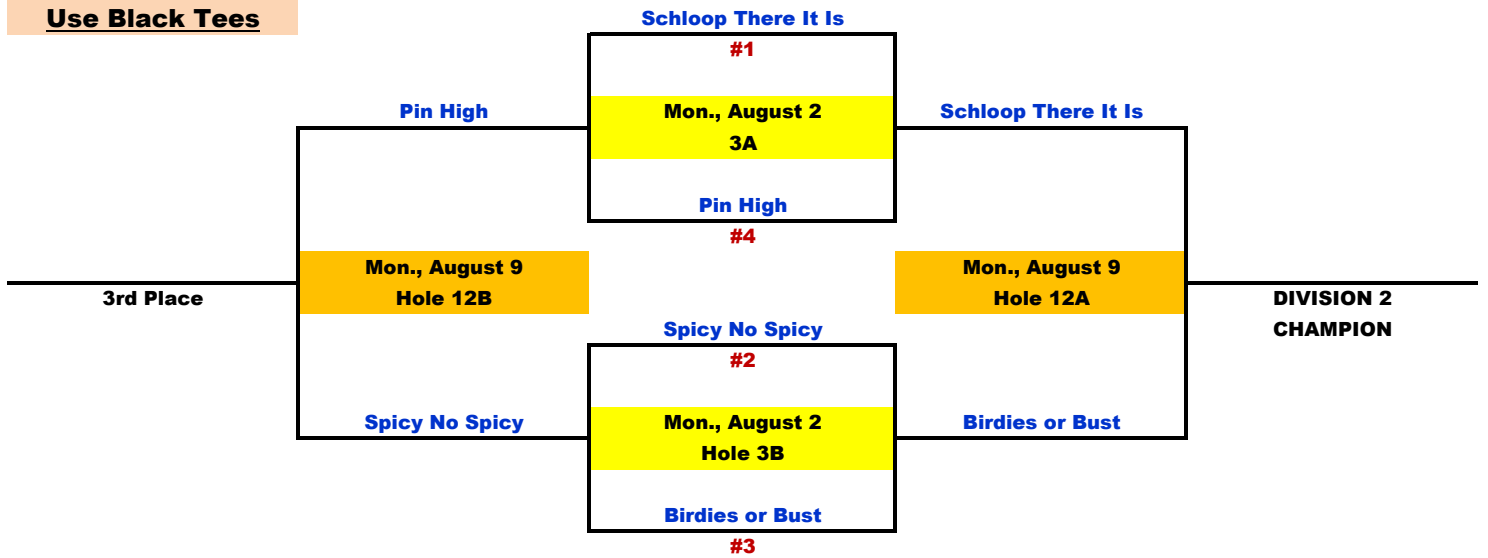 Use Black Tees
Schloop There It Is
#1
Pin High
Mon., August 2
3A
Schloop There It Is
Pin High
#4
Mon., August 9
Hole 12B
Mon., August 9
Hole 12A
3rd Place
DIVISION 2
CHAMPION
Spicy No Spicy
#2
Spicy No Spicy
Mon., August 2
Hole 3B
Birdies or Bust
Birdies or Bust
#3